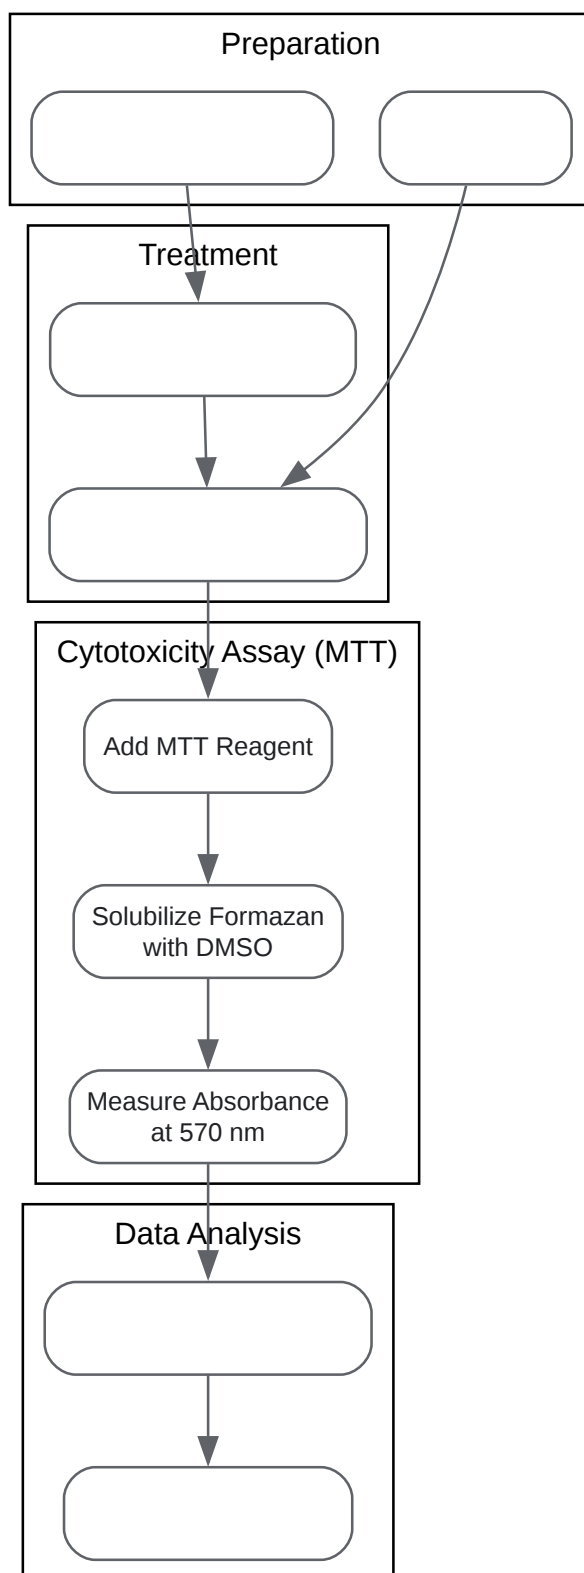 Preparation
Treatment
Cytotoxicity Assay (MTT)
Add MTT Reagent
Solubilize Formazan
with DMSO
Measure Absorbance
at 570 nm
Data Analysis